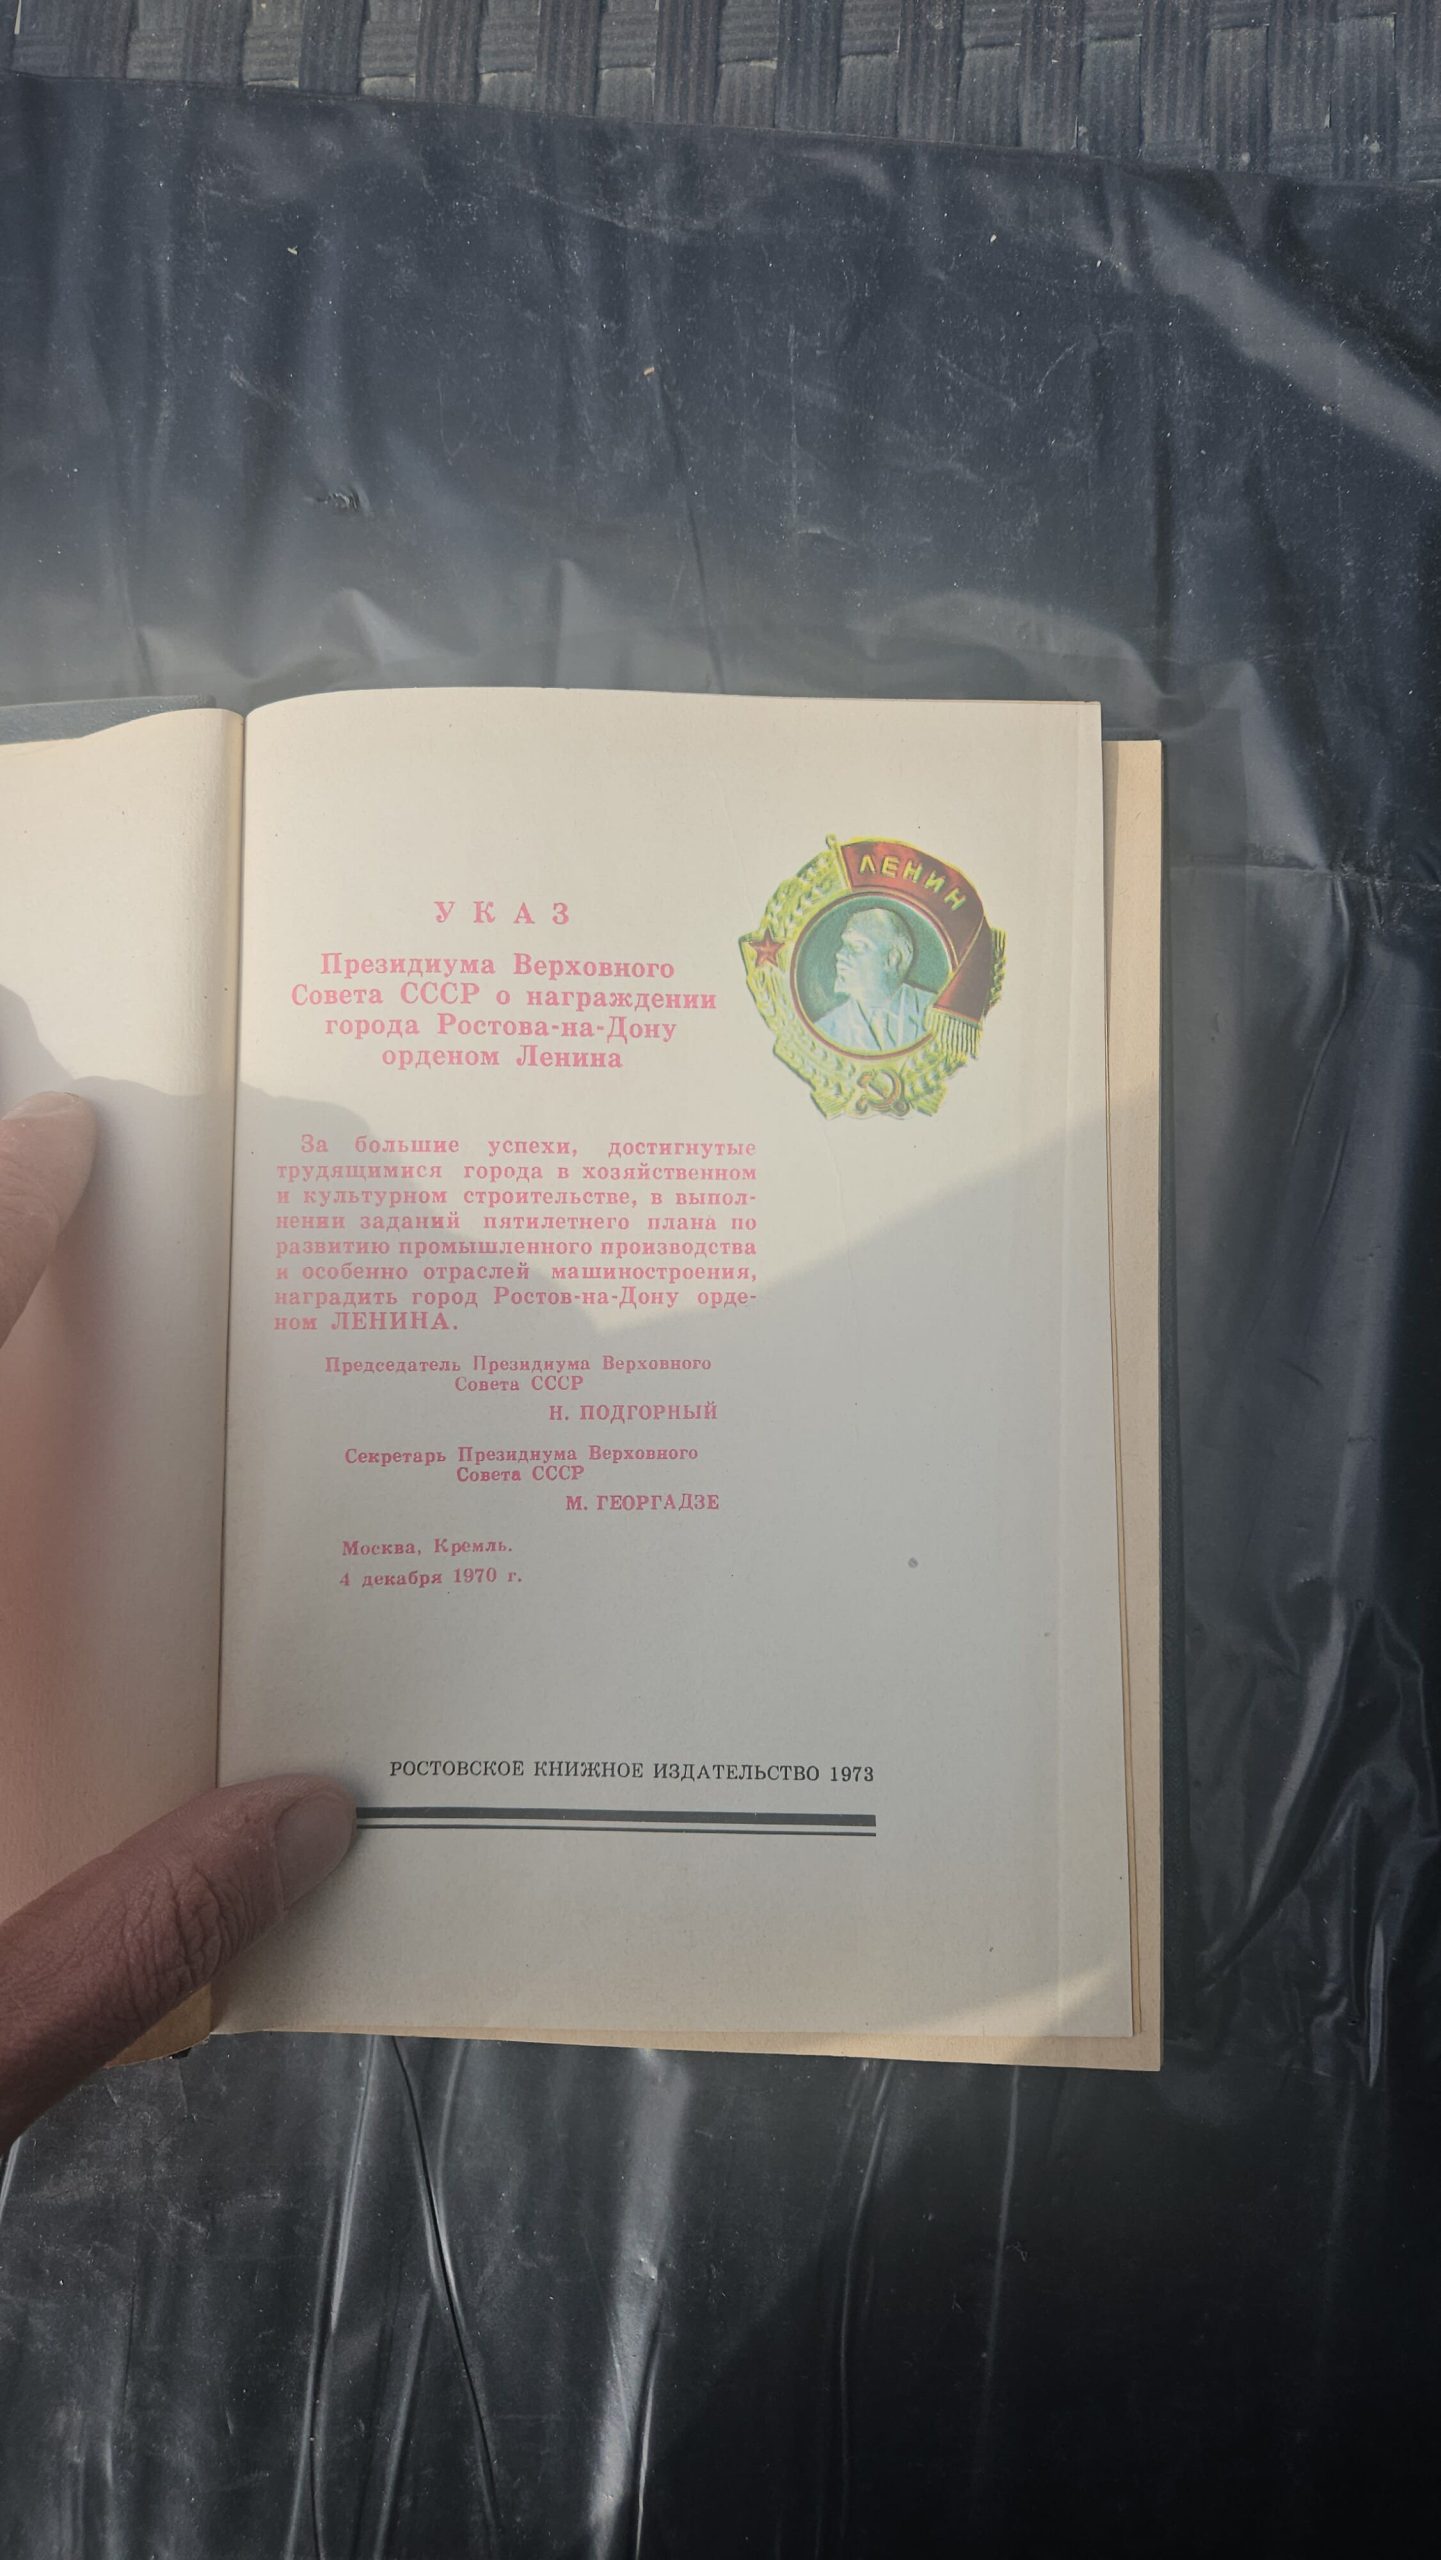 ЛЕНИН
УКАЗ
Президиума Верховного
Совета СССР о награждении
города Ростова-на-Дону
орденом Ленина
За большие успехи, достигнутые
трудящимися города в хозяйственном
и культурном строительстве, в выпол-
нении заданий пятилетнего плана по
развитию промышленного производства
и особенно отраслей машиностроения,
наградить город Ростов-на-Дону орде-
ном ЛЕНИНА.
Председатель Президиума Верховного
Совета СССР
Н. ПОДГОРНЫЙ
Секретарь Президиума Верховного
Совета СССР
М. ГЕОРГАДЗЕ
Москва, Кремль.
4 декабря 1970 г.
РОСТОВСКОЕ КНИЖНОЕ ИЗДАТЕЛЬСТВО 1973